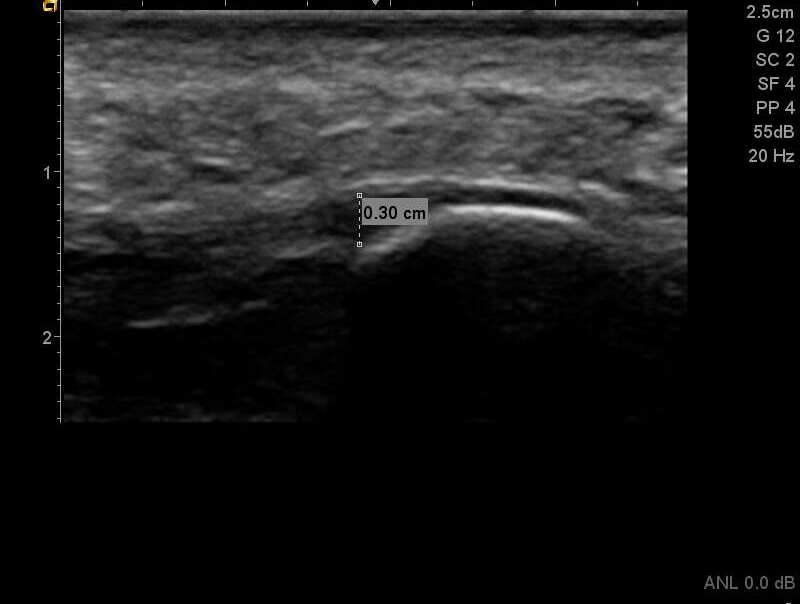 2.5cm
G 12
SC 2
SF 4
PP 4
55dB
20 Hz
1
0.30 cm
2
ANL 0.0 dB